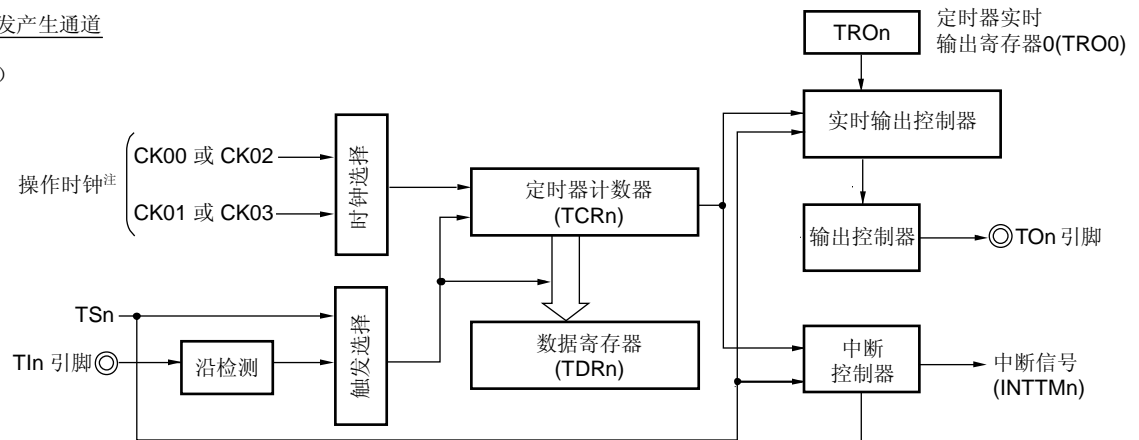 发产生通道
)
TROn
定时器实时
输出寄存器0(TRO0)
实时输出控制器
操作时钟注
CK00 或 CK02
CK01 或 CK03
时钟选择
定时器计数器
(TCRn)
输出控制器
TOn 引脚
TSn
TIn 引脚
沿检测
触发选择
数据寄存器
(TDRn)
中断
控制器
中断信号
(INTTMn)